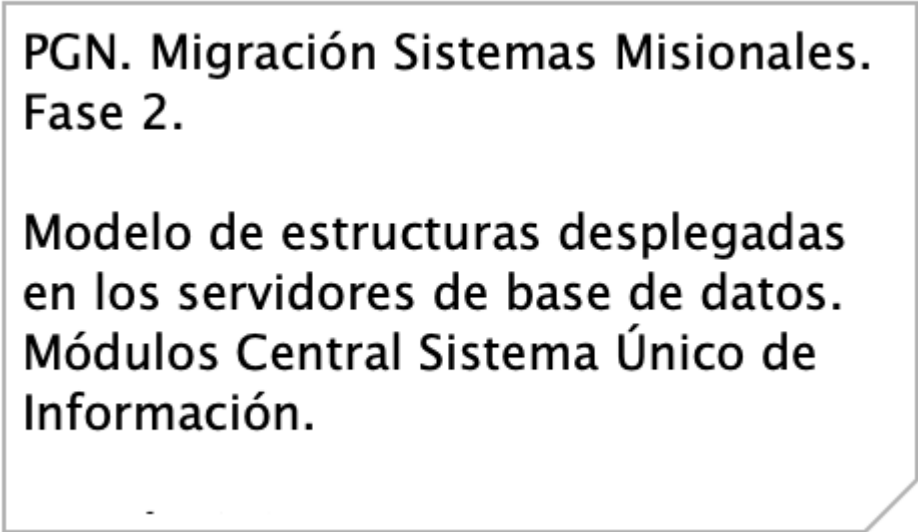 PGN. Migración Sistemas Misionales.
Fase 2.
Modelo de estructuras desplegadas
en los servidores de base de datos.
Módulos Central Sistema Único de
Información.